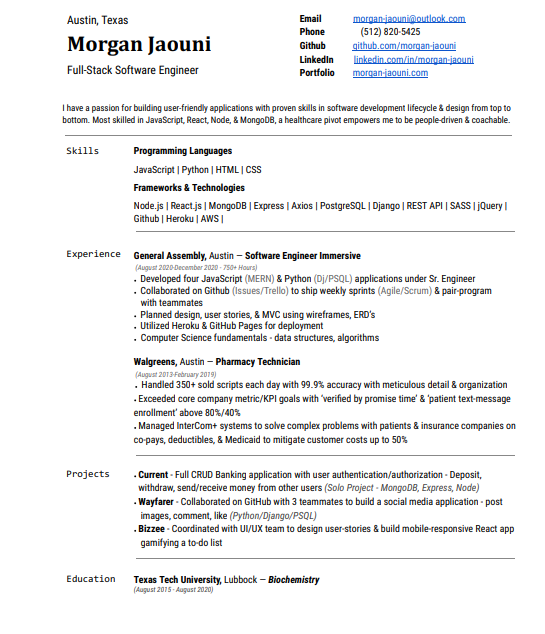 Austin, Texas
Morgan Jaouni
Full-Stack Software Engineer
Email morgan-jaouni@outlook.com
Phone (512) 820-5425
Github github.com/morgan-jaouni
LinkedIn linkedin.com/in/morgan-jaouni
Portfolio morgan-jaouni.com
I have a passion for building user-friendly applications with proven skills in software development lifecycle & design from top to
bottom. Most skilled in JavaScript, React, Node, & MongoDB, a healthcare pivot empowers me to be people-driven & coachable.
Skills
Programming Languages
JavaScript | Python | HTML | CSS
Frameworks & Technologies
Node.js | React.js | MongoDB | Express | Axios | PostgreSQL | Django | REST API | SASS | jQuery |
Github | Heroku | AWS |
Experience
General Assembly, Austin — Software Engineer Immersive
(August 2020-December 2020 - 750+ Hours)
• Developed four JavaScript (MERN) & Python (Dj/PSQL) applications under Sr. Engineer
• Collaborated on Github (Issues/Trello) to ship weekly sprints (Agile/Scrum) & pair-program
with teammates
• Planned design, user stories, & MVC using wireframes, ERD's
• Utilized Heroku & GitHub Pages for deployment
• Computer Science fundamentals - data structures, algorithms
Walgreens, Austin — Pharmacy Technician
(August 2013-February 2019)
• Handled 350+ sold scripts each day with 99.9% accuracy with meticulous detail & organization
• Exceeded core company metric/KPI goals with 'verified by promise time' & 'patient text-message
enrollment' above 80%/40%
• Managed InterCom+ systems to solve complex problems with patients & insurance companies on
co-pays, deductibles, & Medicaid to mitigate customer costs up to 50%
Projects
• Current - Full CRUD Banking application with user authentication/authorization - Deposit,
withdraw, send/receive money from other users (Solo Project - MongoDB, Express, Node)
• Wayfarer - Collaborated on GitHub with 3 teammates to build a social media application - post
images, comment, like (Python/Django/PSQL)
• Bizzee - Coordinated with UI/UX team to design user-stories & build mobile-responsive React app
gamifying a to-do list
Education
Texas Tech University, Lubbock — Biochemistry
(August 2015 - August 2020)